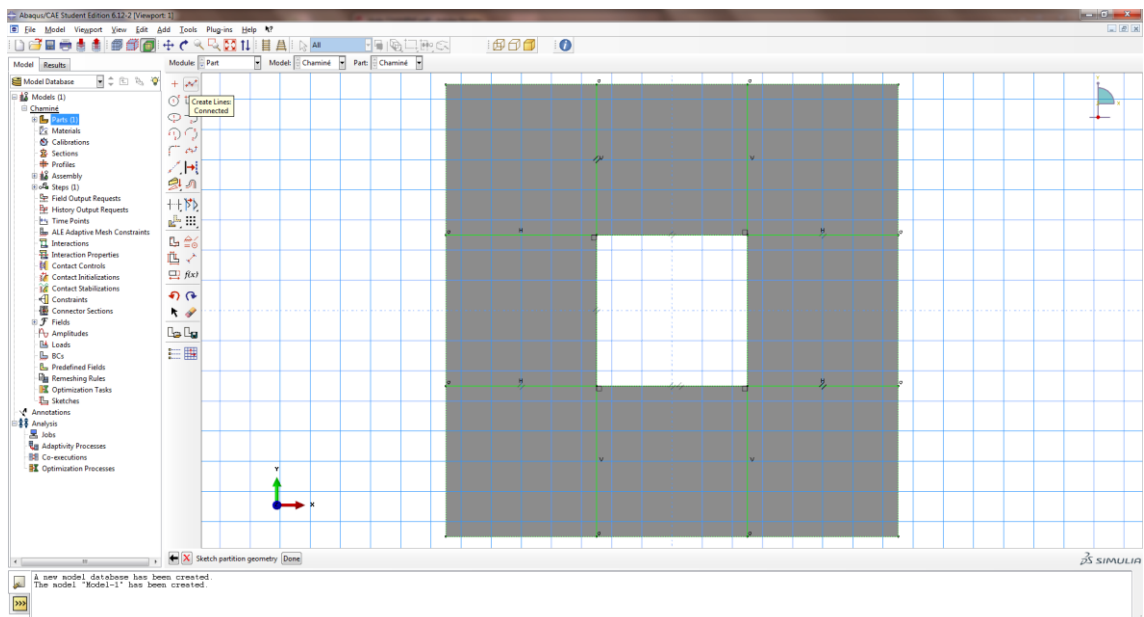 Abaqus/CAE Student Edition 6.12-2 [Viewport: 1]
File Model Viewport View Edit Add Tools Plug-ins Help
All
Model Results
Module: Part Model: Chaminé Part: Chaminé
Model Database
Models (1)
Chaminé
Parts (1)
Materials
Calibrations
Sections
Profiles
Assembly
Steps (1)
Field Output Requests
History Output Requests
Time Points
ALE Adaptive Mesh Constraints
Interactions
Interaction Properties
Contact Controls
Contact Initializations
Contact Stabilizations
Constraints
Connector Sections
Fields
Amplitudes
Loads
BCs
Predefined Fields
Remeshing Rules
Optimization Tasks
Sketches
Annotations
Analysis
Jobs
Adaptivity Processes
Co-executions
Optimization Processes
Create Lines:
Connected
f(x)
V V
H H
H H
V V
Y
X
Sketch partition geometry Done
SIMULIA
A new model database has been created.
The model "Model-1" has been created.
>>>